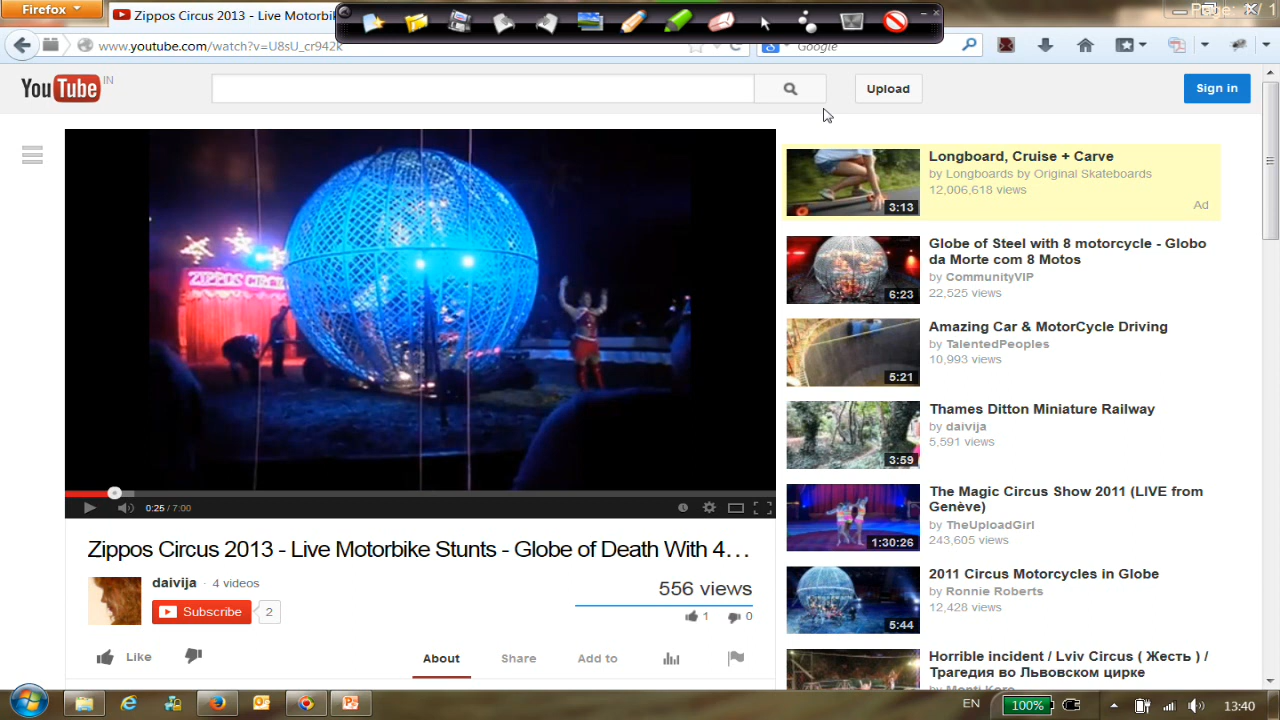 Firefox
Zippos Circus 2013 - Live Motorbi
Page: 1 / 1
www.youtube.com/watch?v=U8sU_cr942k
Google
YouTube IN
Upload
Sign in
ZIPPOS CIRCUS
Longboard, Cruise + Carve
by Longboards by Original Skateboards
12,006,618 views
Ad
3:13
Globe of Steel with 8 motorcycle - Globo
da Morte com 8 Motos
by CommunityVIP
22,525 views
6:23
Amazing Car & MotorCycle Driving
by TalentedPeoples
10,993 views
5:21
Thames Ditton Miniature Railway
by daivija
5,591 views
3:59
The Magic Circus Show 2011 (LIVE from
Genève)
by TheUploadGirl
243,605 views
1:30:26
2011 Circus Motorcycles in Globe
by Ronnie Roberts
12,428 views
5:44
Horrible incident / Lviv Circus ( Жесть ) /
Трагедия во Львовском цирке
0:25 / 7:00
Zippos Circus 2013 - Live Motorbike Stunts - Globe of Death With 4...
daivija · 4 videos
Subscribe 2
556 views
1 0
Like
About Share Add to
EN 100% 13:40